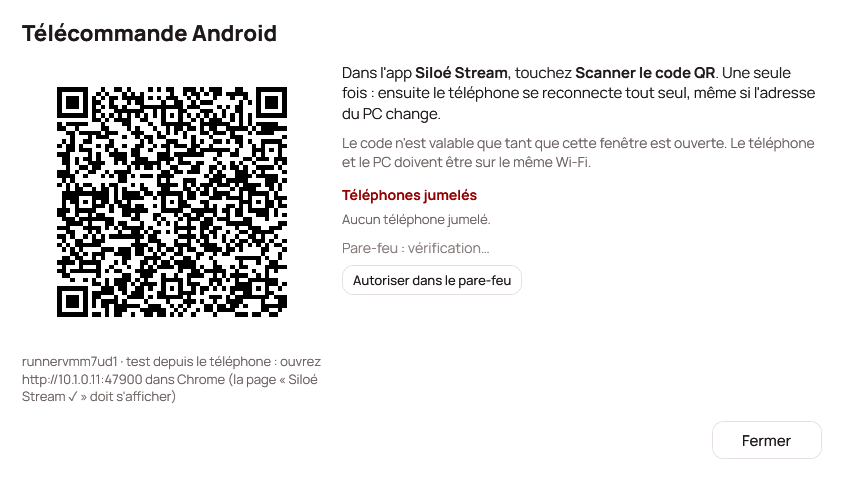 Télécommande Android
Dans l'app Siloé Stream, touchez Scanner le code QR. Une seule
fois : ensuite le téléphone se reconnecte tout seul, même si l'adresse
du PC change.
Le code n'est valable que tant que cette fenêtre est ouverte. Le téléphone
et le PC doivent être sur le même Wi-Fi.
Téléphones jumelés
Aucun téléphone jumelé.
Pare-feu : vérification…
Autoriser dans le pare-feu
runnervmm7ud1 · test depuis le téléphone : ouvrez
http://10.1.0.11:47900 dans Chrome (la page « Siloé
Stream ✓ » doit s'afficher)
Fermer